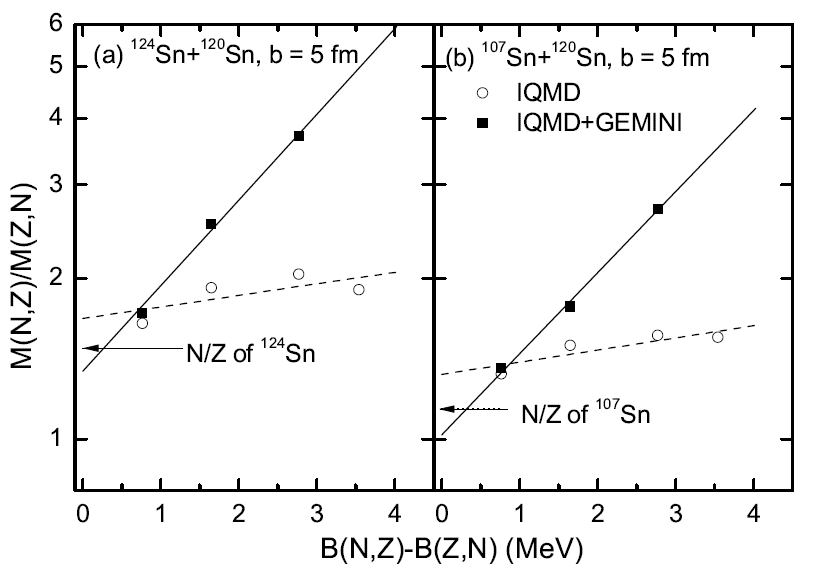 (a) ¹²⁴Sn+¹²⁰Sn, b = 5 fm
(b) ¹⁰⁷Sn+¹²⁰Sn, b = 5 fm
IQMD
IQMD+GEMINI
6
5
4
3
2
1
M(N,Z)/M(Z,N)
N/Z of ¹²⁴Sn
N/Z of ¹⁰⁷Sn
0 1 2 3 4 0 1 2 3 4
B(N,Z)-B(Z,N) (MeV)